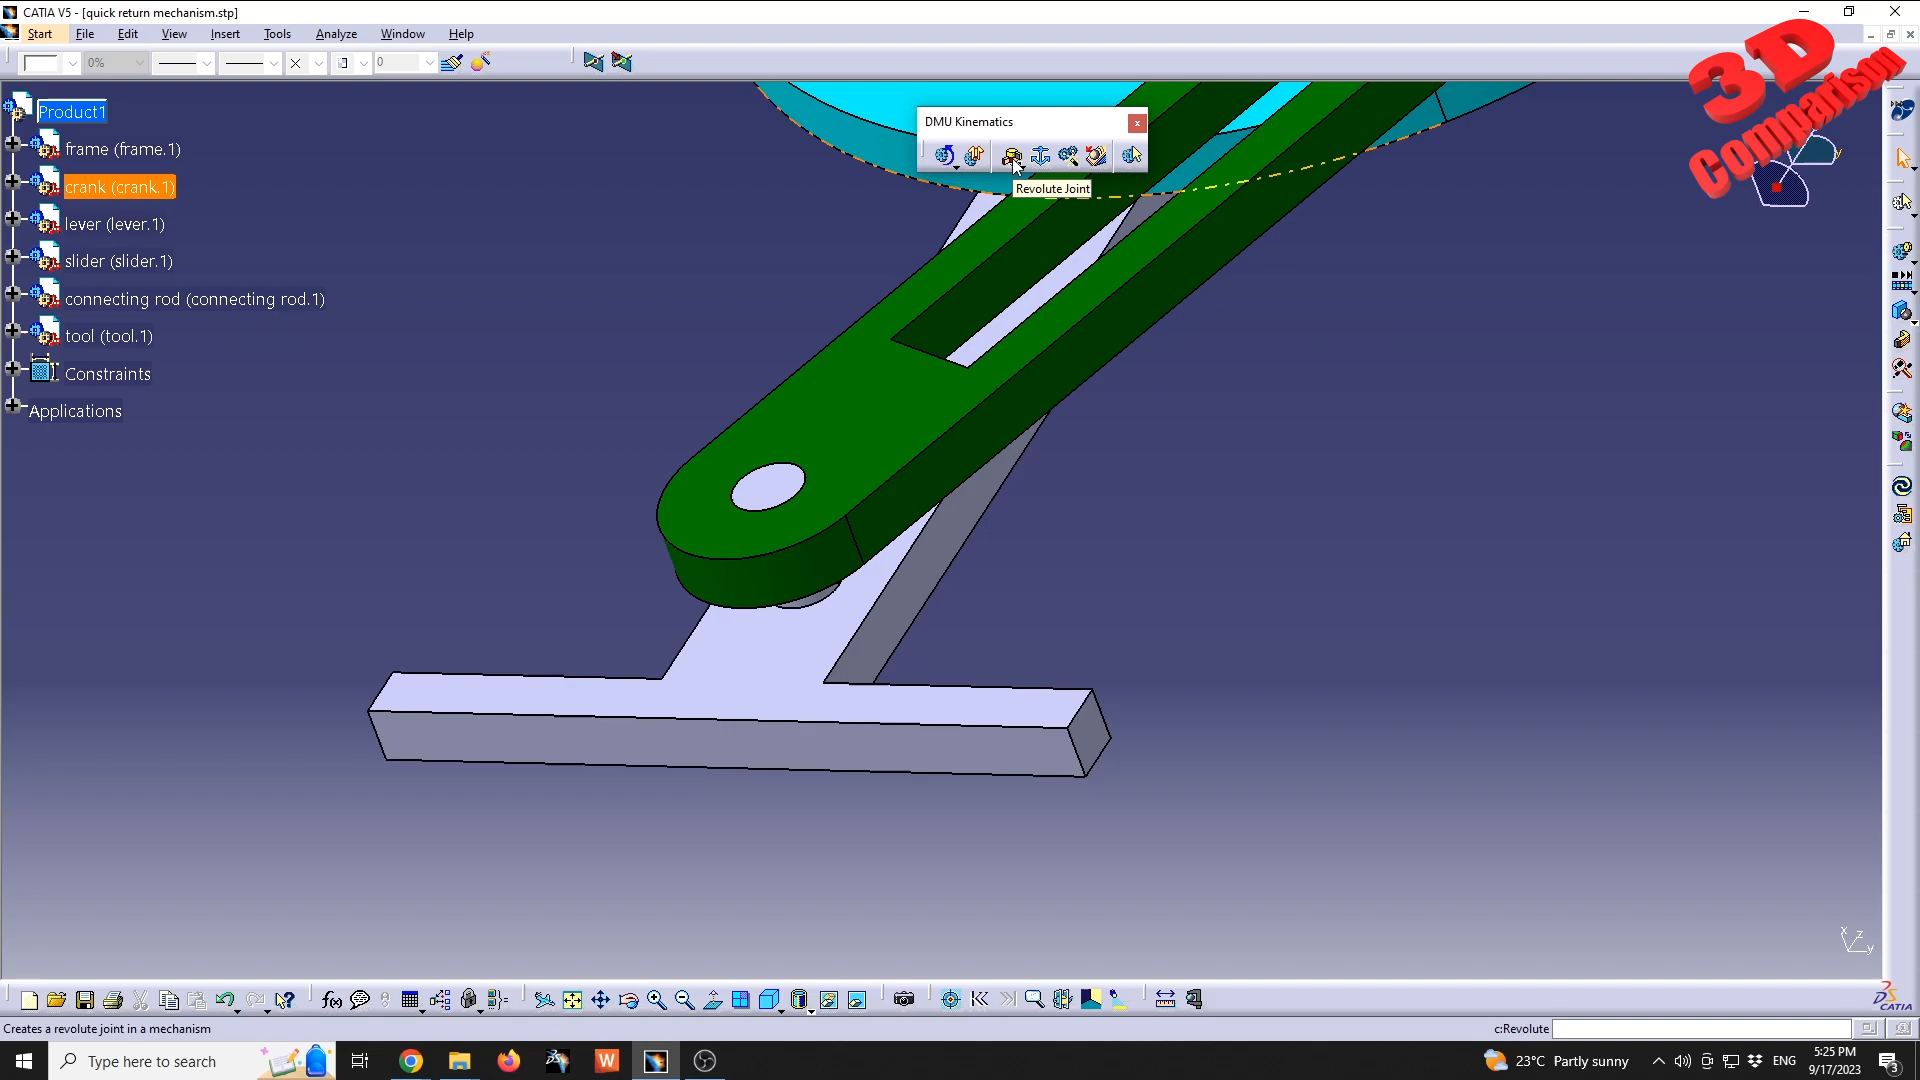 CATIA V5 - [quick return mechanism.stp]
Start File Edit View Insert Tools Analyze Window Help
0% 0
Product1
frame (frame.1)
crank (crank.1)
lever (lever.1)
slider (slider.1)
connecting rod (connecting rod.1)
tool (tool.1)
Constraints
Applications
DMU Kinematics
Revolute Joint
3D
Comparison
y
x z
y
f(x)
CATIA
Creates a revolute joint in a mechanism
c:Revolute
Type here to search
23°C Partly sunny
ENG
5:25 PM
9/17/2023
3